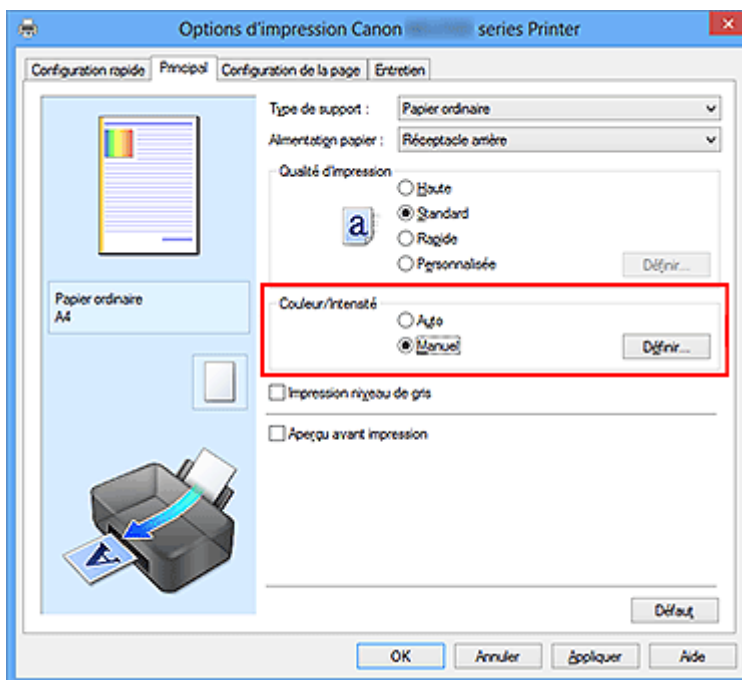 Options d'impression Canon series Printer
Configuration rapide Principal Configuration de la page Entretien
Type de support : Papier ordinaire
Alimentation papier : Réceptacle arrière
Qualité d'impression
Haute
Standard
Rapide
Personnalisée
Définir...
Papier ordinaire
A4
Couleur/Intensité
Auto
Manuel
Définir...
Impression niveau de gris
Aperçu avant impression
Défaut
OK Annuler Appliquer Aide